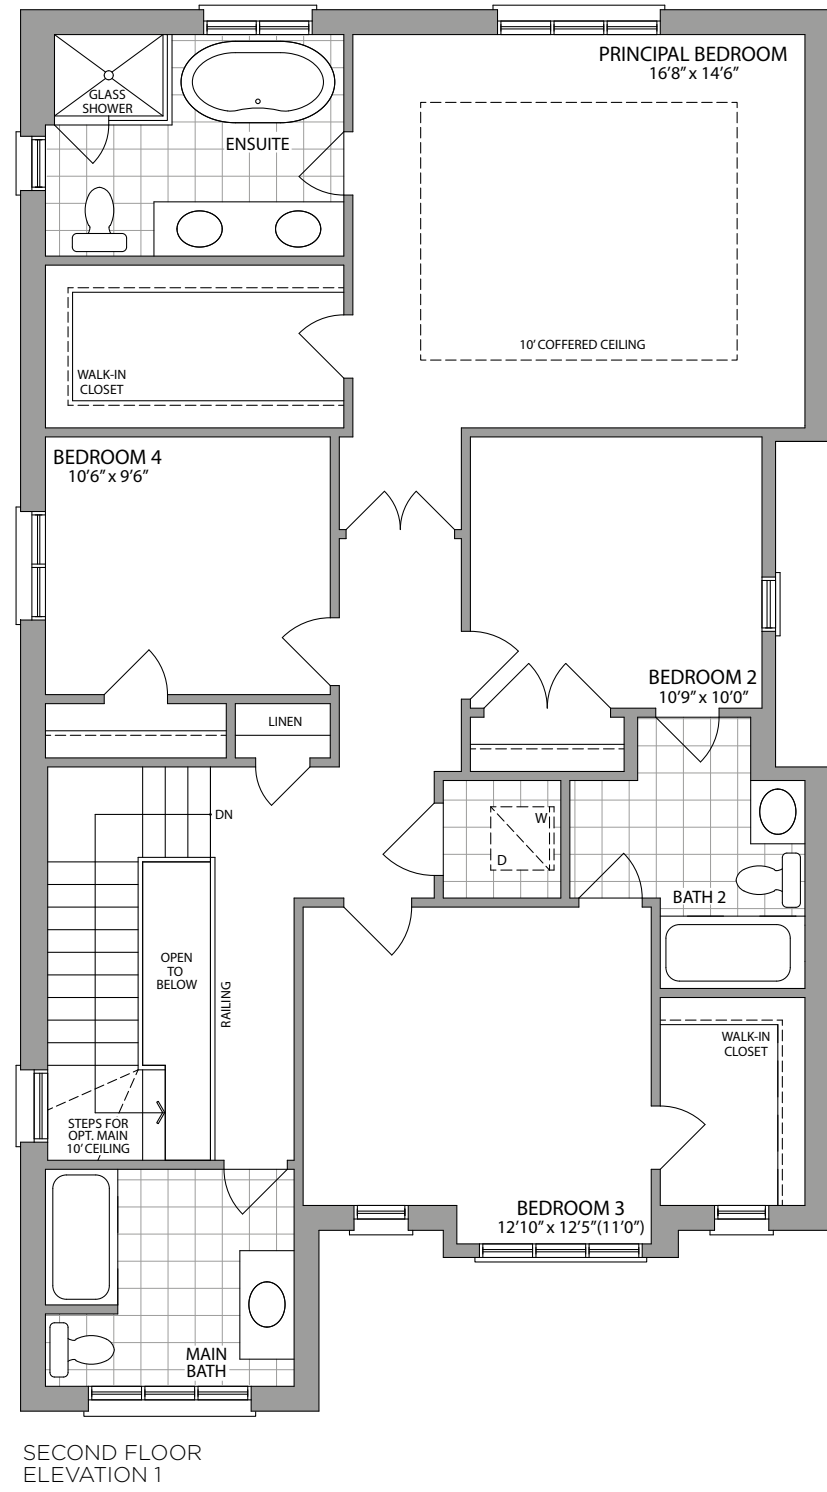 PRINCIPAL BEDROOM
16'8" x 14'6"
GLASS
SHOWER
ENSUITE
10' COFFERED CEILING
WALK-IN
CLOSET
BEDROOM 4
10'6" x 9'6"
BEDROOM 2
10'9" x 10'0"
LINEN
DN
W
D
BATH 2
OPEN
TO
BELOW
RAILING
WALK-IN
CLOSET
STEPS FOR
OPT. MAIN
10' CEILING
BEDROOM 3
12'10" x 12'5"(11'0")
MAIN
BATH
SECOND FLOOR
ELEVATION 1